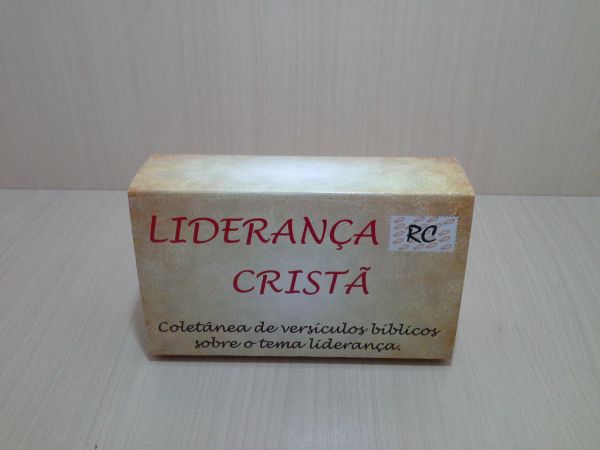 LIDERANÇA RC
CRISTÃ
Coletânea de versículos bíblicos
sobre o tema liderança.